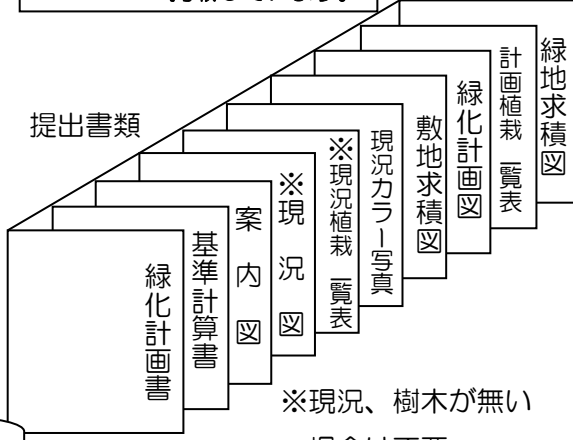 提出書類
緑化計画書
基準計算書
案内図
※現況図
※現況植栽一覧表
現況カラー写真
敷地求積図
緑化計画図
計画植栽一覧表
緑地求積図
※現況、樹木が無い